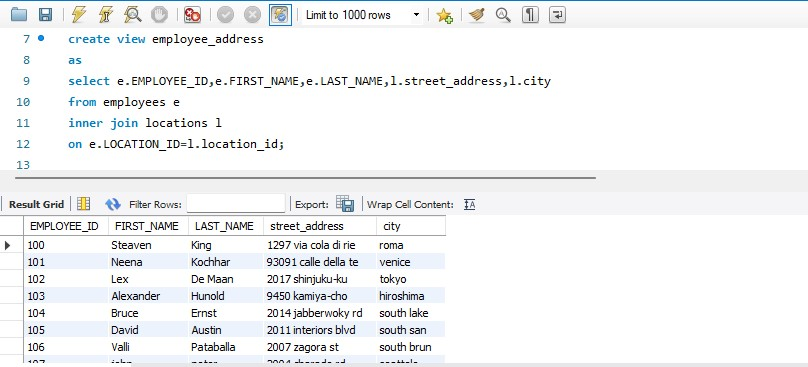 Limit to 1000 rows
7 create view employee_address
8 as
9 select e.EMPLOYEE_ID,e.FIRST_NAME,e.LAST_NAME,l.street_address,l.city
10 from employees e
11 inner join locations l
12 on e.LOCATION_ID=l.location_id;
13
Result Grid Filter Rows: Export: Wrap Cell Content:
EMPLOYEE_ID FIRST_NAME LAST_NAME street_address city
100 Steaven King 1297 via cola di rie roma
101 Neena Kochhar 93091 calle della te venice
102 Lex De Maan 2017 shinjuku-ku tokyo
103 Alexander Hunold 9450 kamiya-cho hiroshima
104 Bruce Ernst 2014 jabberwoky rd south lake
105 David Austin 2011 interiors blvd south san
106 Valli Pataballa 2007 zagora st south brun